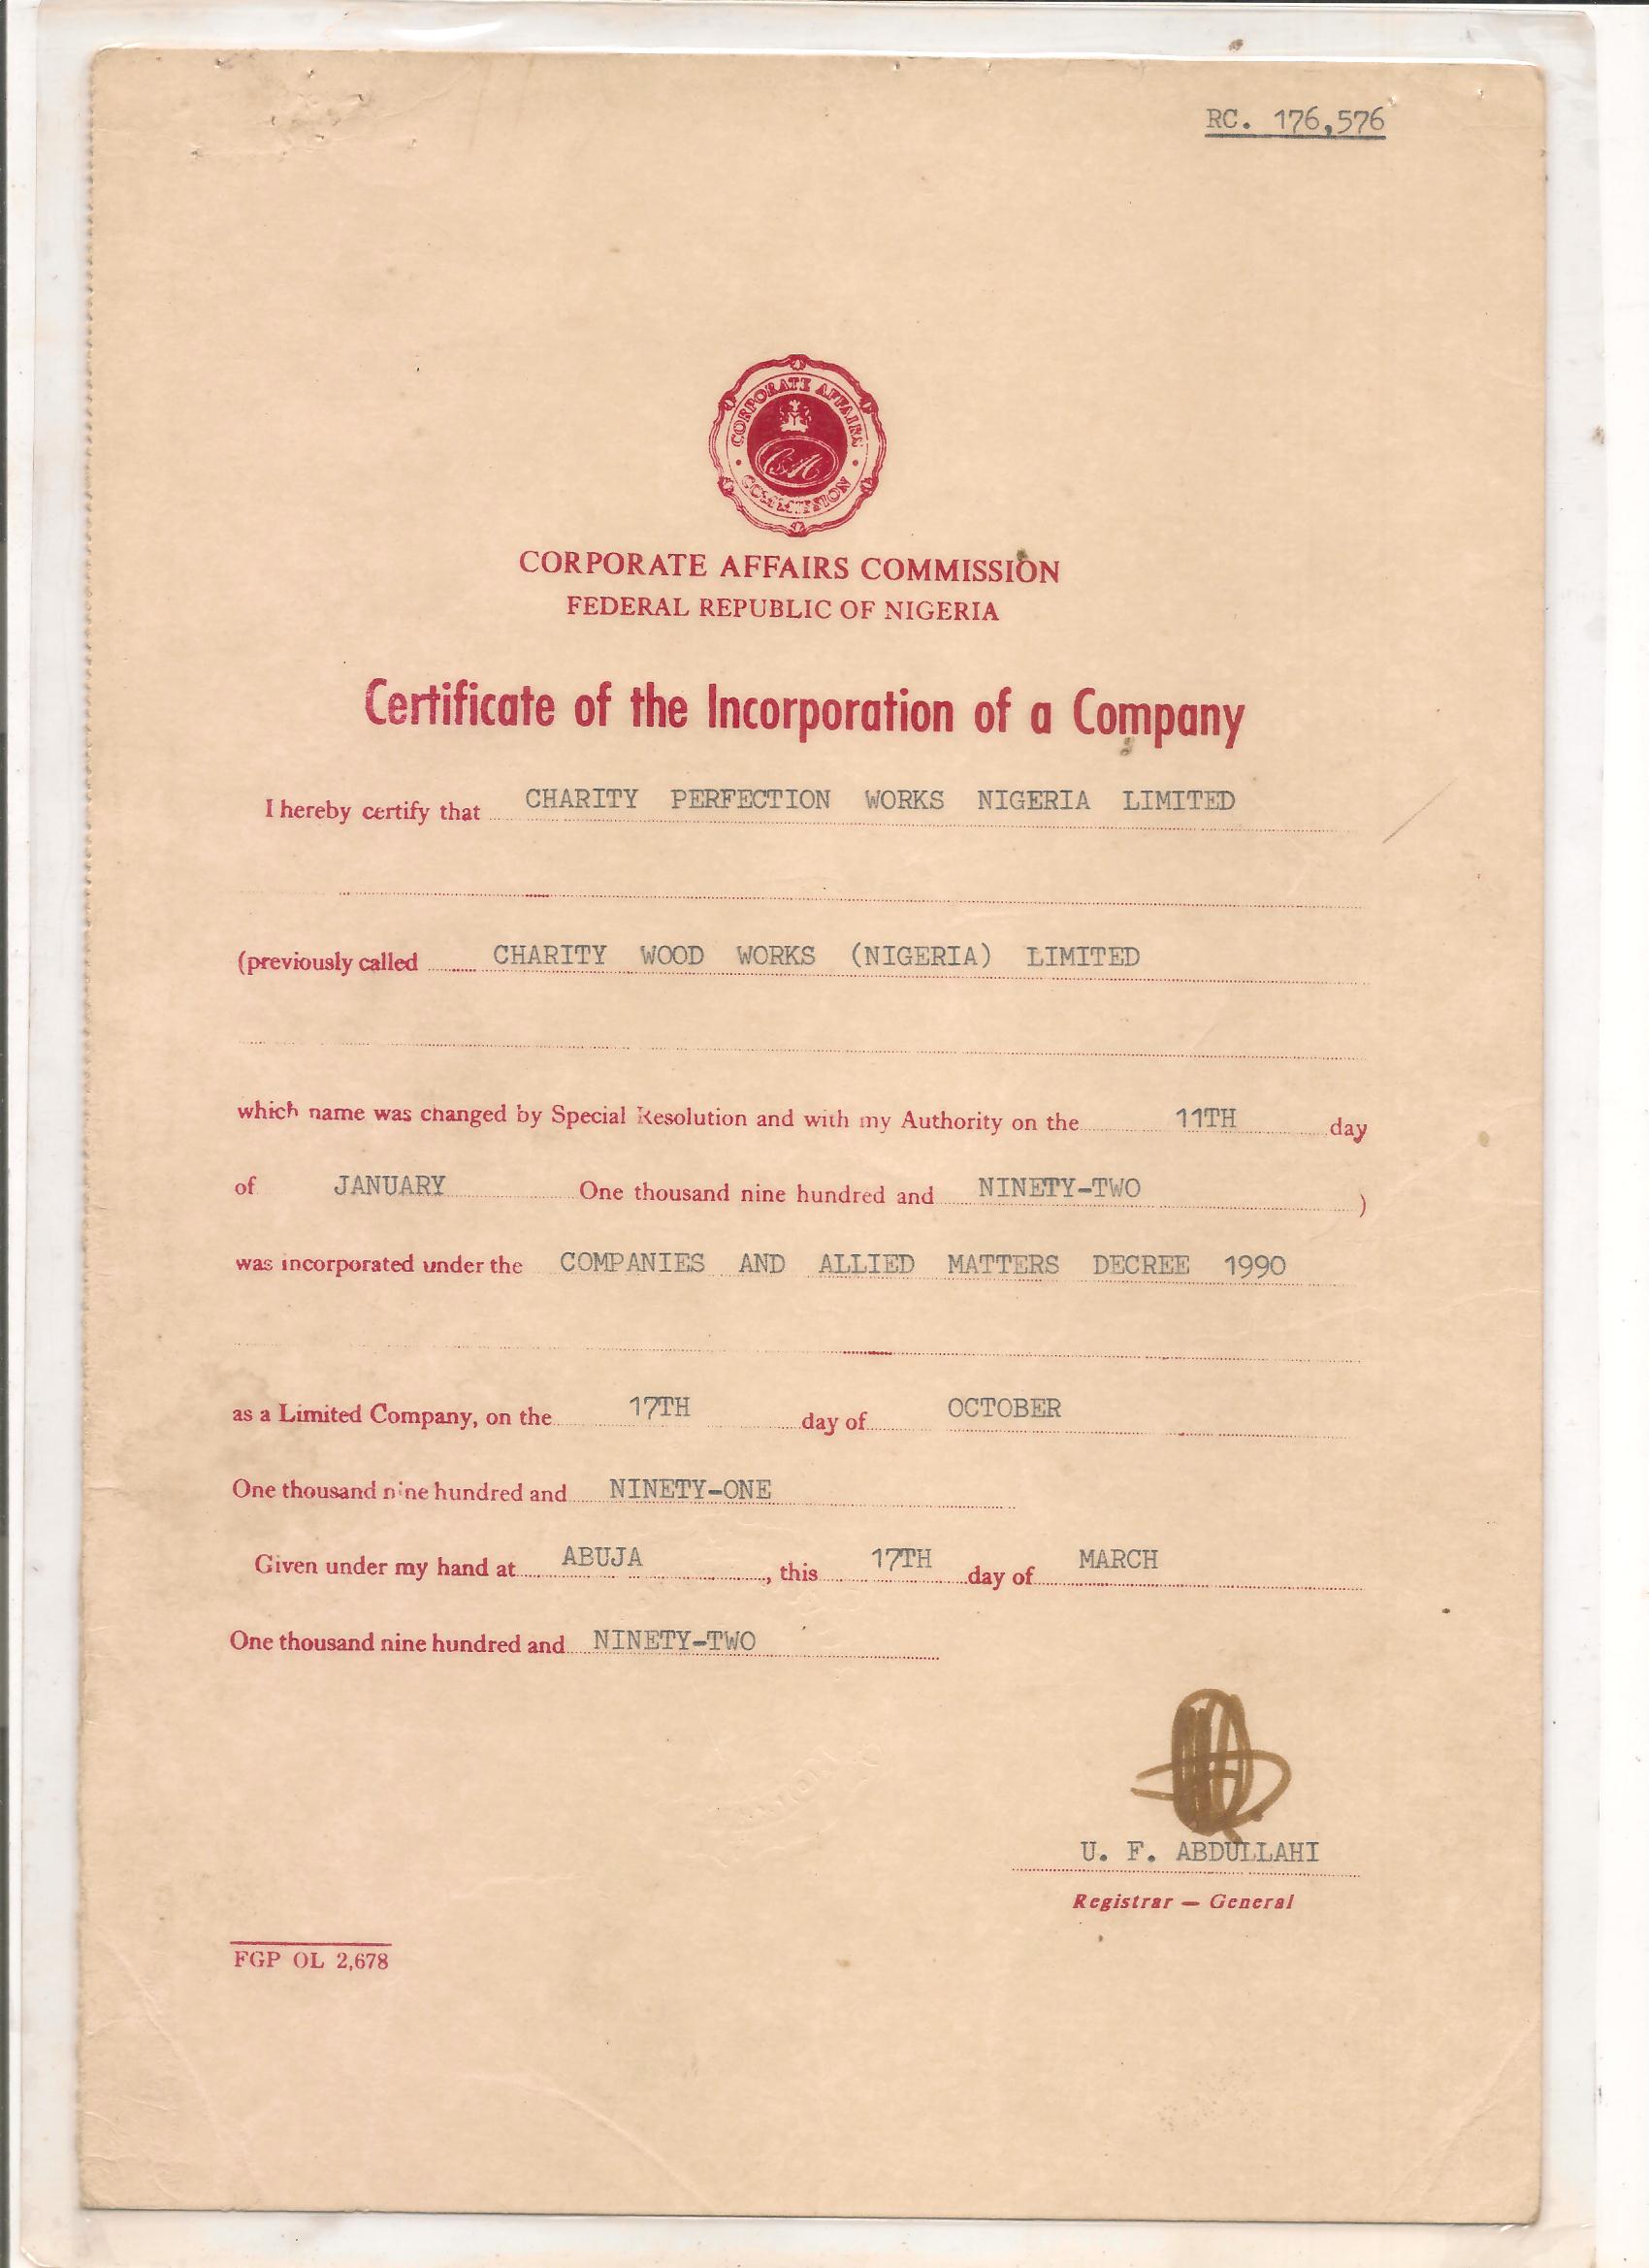 RC. 176,576
CORPORATE AFFAIRS
COMMISSION
CAC
CORPORATE AFFAIRS COMMISSION
FEDERAL REPUBLIC OF NIGERIA
Certificate of the Incorporation of a Company
I hereby certify that CHARITY PERFECTION WORKS NIGERIA LIMITED
(previously called CHARITY WOOD WORKS (NIGERIA) LIMITED
which name was changed by Special Resolution and with my Authority on the 11TH day
of JANUARY One thousand nine hundred and NINETY-TWO )
was incorporated under the COMPANIES AND ALLIED MATTERS DECREE 1990
as a Limited Company, on the 17TH day of OCTOBER
One thousand nine hundred and NINETY-ONE
Given under my hand at ABUJA, this 17TH day of MARCH
One thousand nine hundred and NINETY-TWO
U. F. ABDULLAHI
Registrar — General
FGP OL 2,678